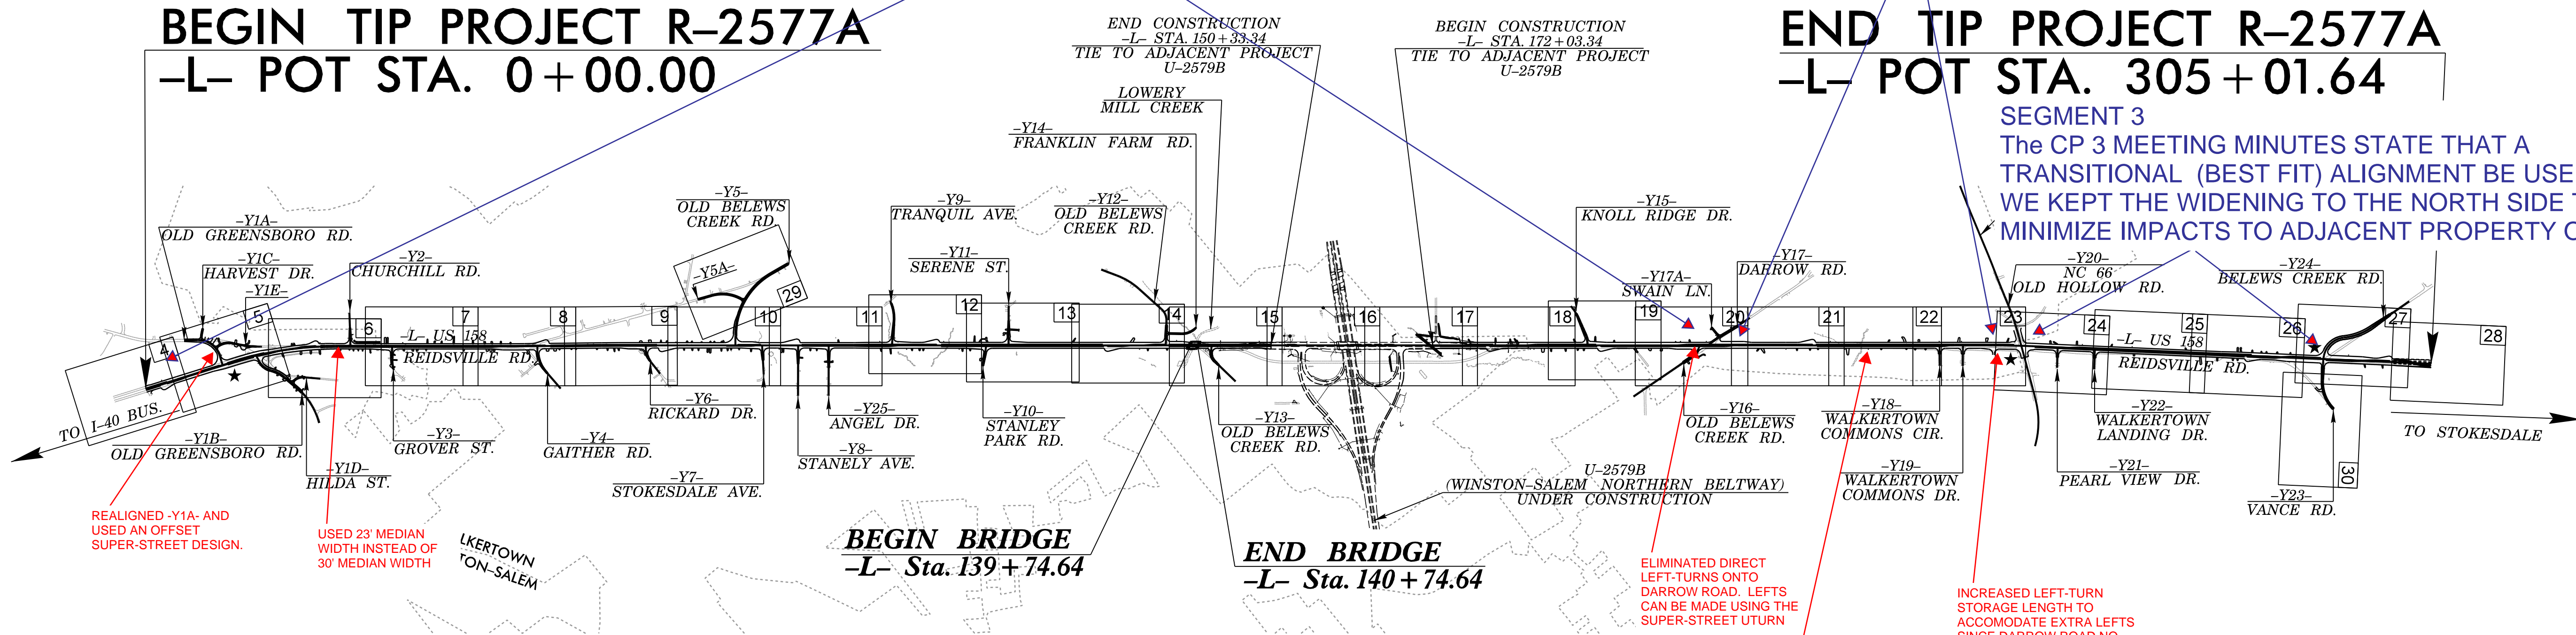 BEGIN TIP PROJECT R–2577A
–L– POT STA. 0+00.00
END CONSTRUCTION
–L– STA. 150+33.34
TIE TO ADJACENT PROJECT
U–2579B
BEGIN CONSTRUCTION
–L– STA. 172+03.34
TIE TO ADJACENT PROJECT
U–2579B
END TIP PROJECT R–2577A
–L– POT STA. 305+01.64
SEGMENT 3
The CP 3 MEETING MINUTES STATE THAT A
TRANSITIONAL (BEST FIT) ALIGNMENT BE USE
WE KEPT THE WIDENING TO THE NORTH SIDE
MINIMIZE IMPACTS TO ADJACENT PROPERTY
LOWERY
MILL CREEK
–Y14–
FRANKLIN FARM RD.
–Y1A–
OLD GREENSBORO RD.
–Y1C–
HARVEST DR.
–Y1E–
–Y2–
CHURCHILL RD.
–Y5–
OLD BELEWS
CREEK RD.
–Y5A–
–Y9–
TRANQUIL AVE.
–Y11–
SERENE ST.
–Y12–
OLD BELEWS
CREEK RD.
–Y15–
KNOLL RIDGE DR.
–Y17A–
SWAIN LN.
–Y17–
DARROW RD.
–Y20–
NC 66
OLD HOLLOW RD.
–Y24–
BELEWS CREEK RD.
4
5
6
7
8
9
29
10
11
12
13
14
15
16
17
18
19
20
21
22
23
24
25
26
27
28
30
–L– US 158
REIDSVILLE RD.
–L– US 158
REIDSVILLE RD.
TO I–40 BUS.
TO STOKESDALE
–Y1B–
OLD GREENSBORO RD.
–Y1D–
HILDA ST.
–Y3–
GROVER ST.
–Y4–
GAITHER RD.
–Y6–
RICKARD DR.
–Y7–
STOKESDALE AVE.
–Y25–
ANGEL DR.
–Y8–
STANELY AVE.
–Y10–
STANLEY
PARK RD.
–Y13–
OLD BELEWS
CREEK RD.
U–2579B
(WINSTON–SALEM NORTHERN BELTWAY)
UNDER CONSTRUCTION
–Y16–
OLD BELEWS
CREEK RD.
–Y18–
WALKERTOWN
COMMONS CIR.
–Y19–
WALKERTOWN
COMMONS DR.
–Y21–
PEARL VIEW DR.
–Y22–
WALKERTOWN
LANDING DR.
–Y23–
VANCE RD.
REALIGNED -Y1A- AND
USED AN OFFSET
SUPER-STREET DESIGN.
USED 23' MEDIAN
WIDTH INSTEAD OF
30' MEDIAN WIDTH
LKERTOWN
TON–SALEM
BEGIN BRIDGE
–L– Sta. 139+74.64
END BRIDGE
–L– Sta. 140+74.64
ELIMINATED DIRECT
LEFT-TURNS ONTO
DARROW ROAD. LEFTS
CAN BE MADE USING THE
SUPER-STREET UTURN
INCREASED LEFT-TURN
STORAGE LENGTH TO
ACCOMODATE EXTRA LEFTS
SINCE DARROW ROAD NO